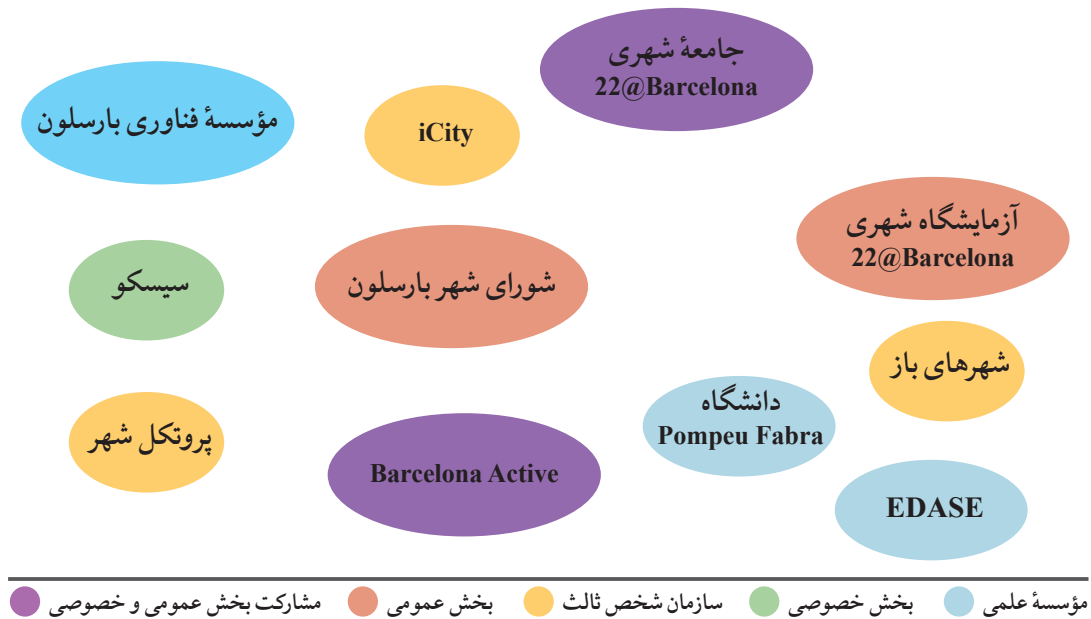 جامعهٔ شهری
22@Barcelona
مؤسسهٔ فناوری بارسلون
iCity
آزمایشگاه شهری
22@Barcelona
سیسکو
شورای شهر بارسلون
شهرهای باز
دانشگاه
Pompeu Fabra
پروتکل شهر
Barcelona Active
EDASE
مؤسسهٔ علمی
بخش خصوصی
سازمان شخص ثالث
بخش عمومی
مشارکت بخش عمومی و خصوصی